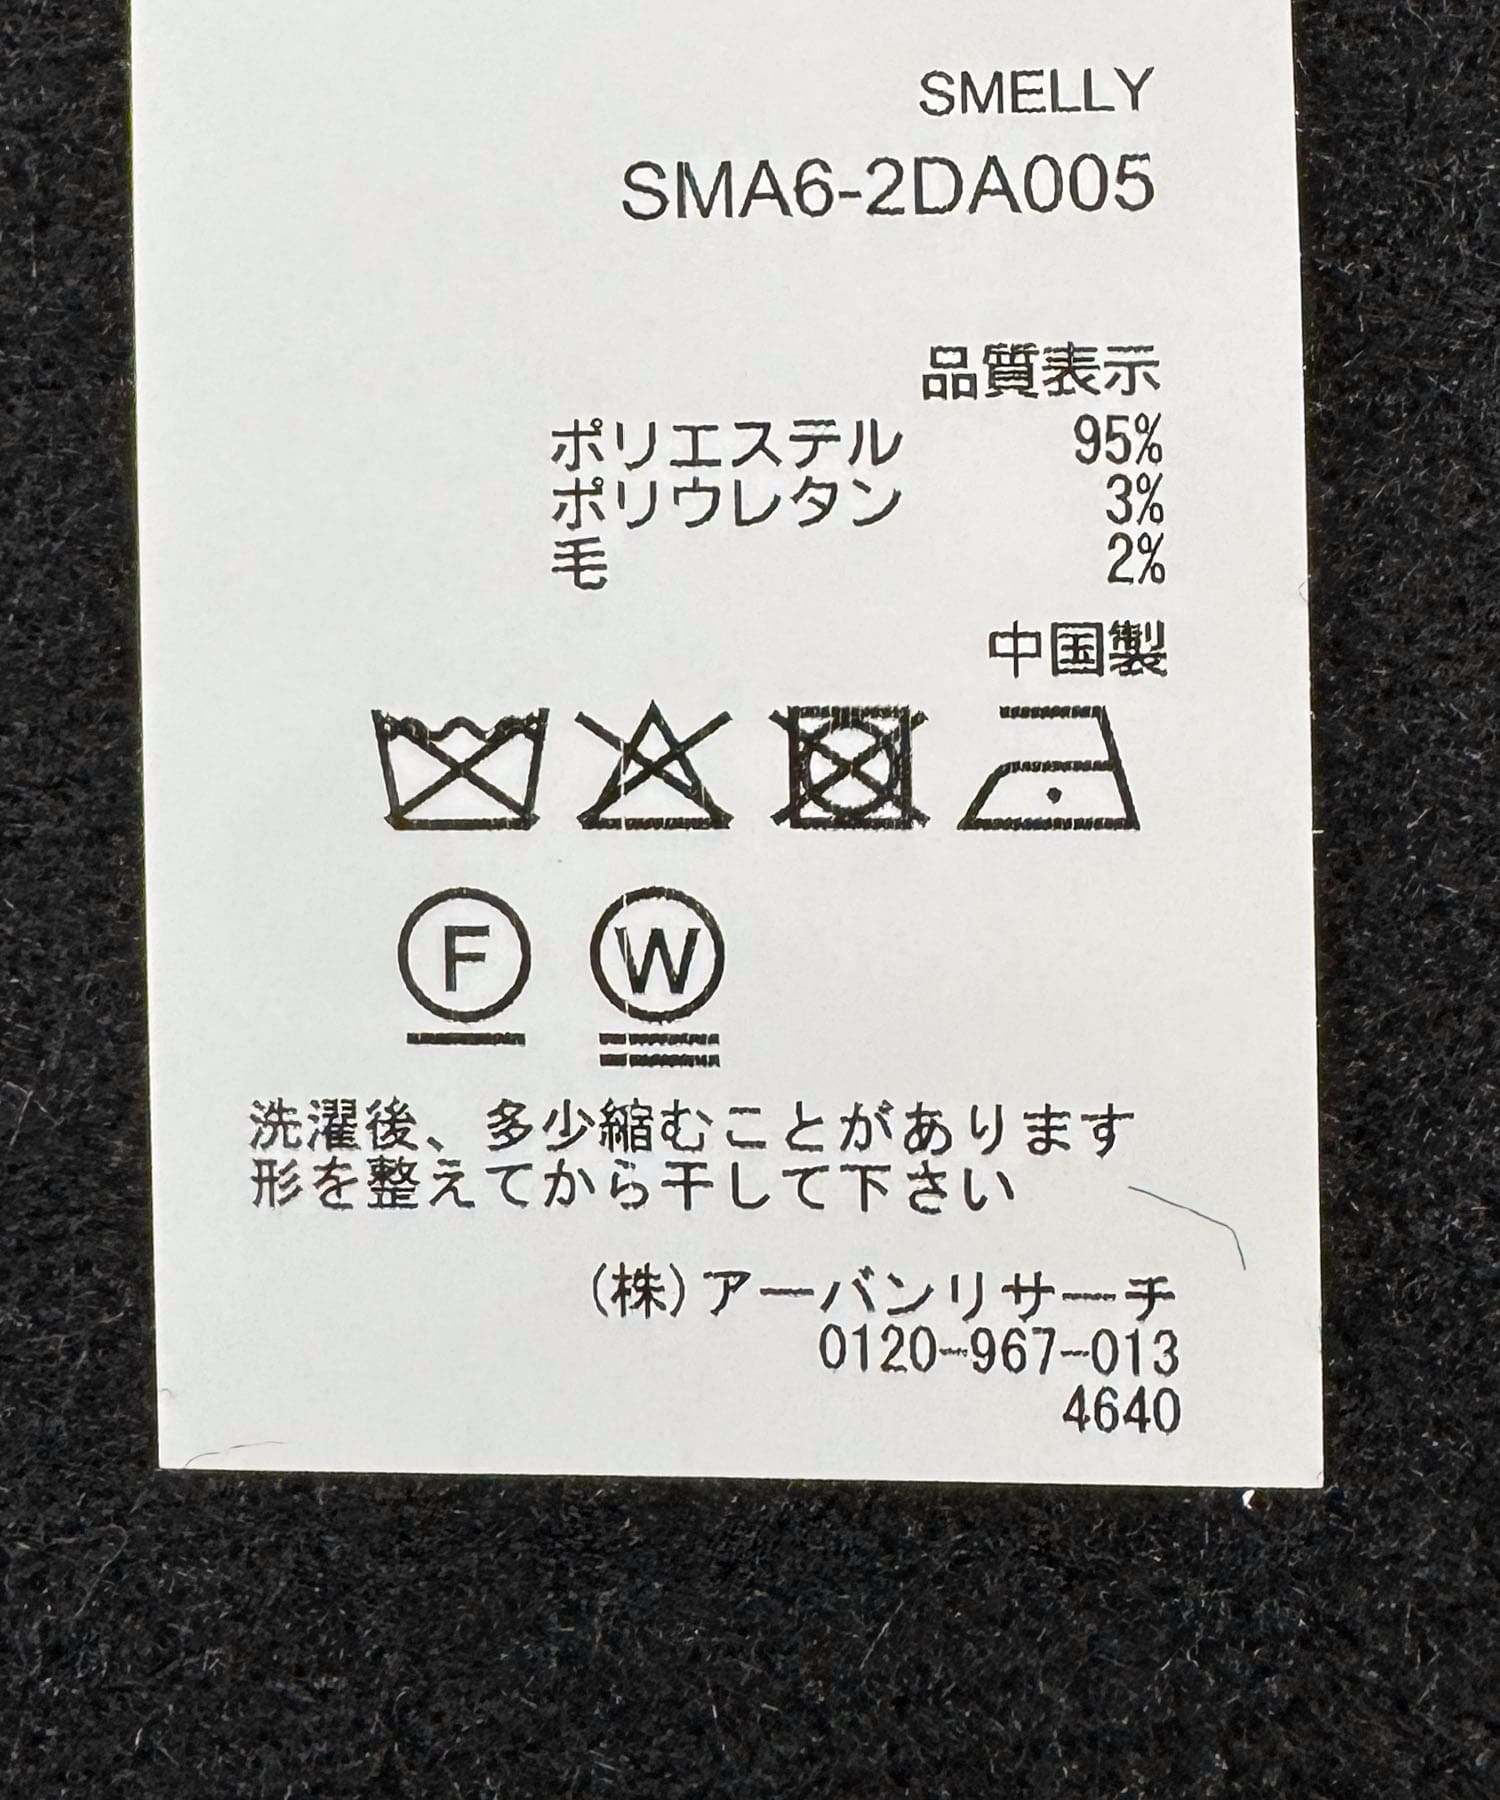 SMELLY
SMA6-2DA005
品質表示
ポリエステル 95%
ポリウレタン 3%
毛 2%
中国製
F W
洗濯後、多少縮むことがあります
形を整えてから干して下さい
(株)アーバンリサーチ
0120-967-013
4640